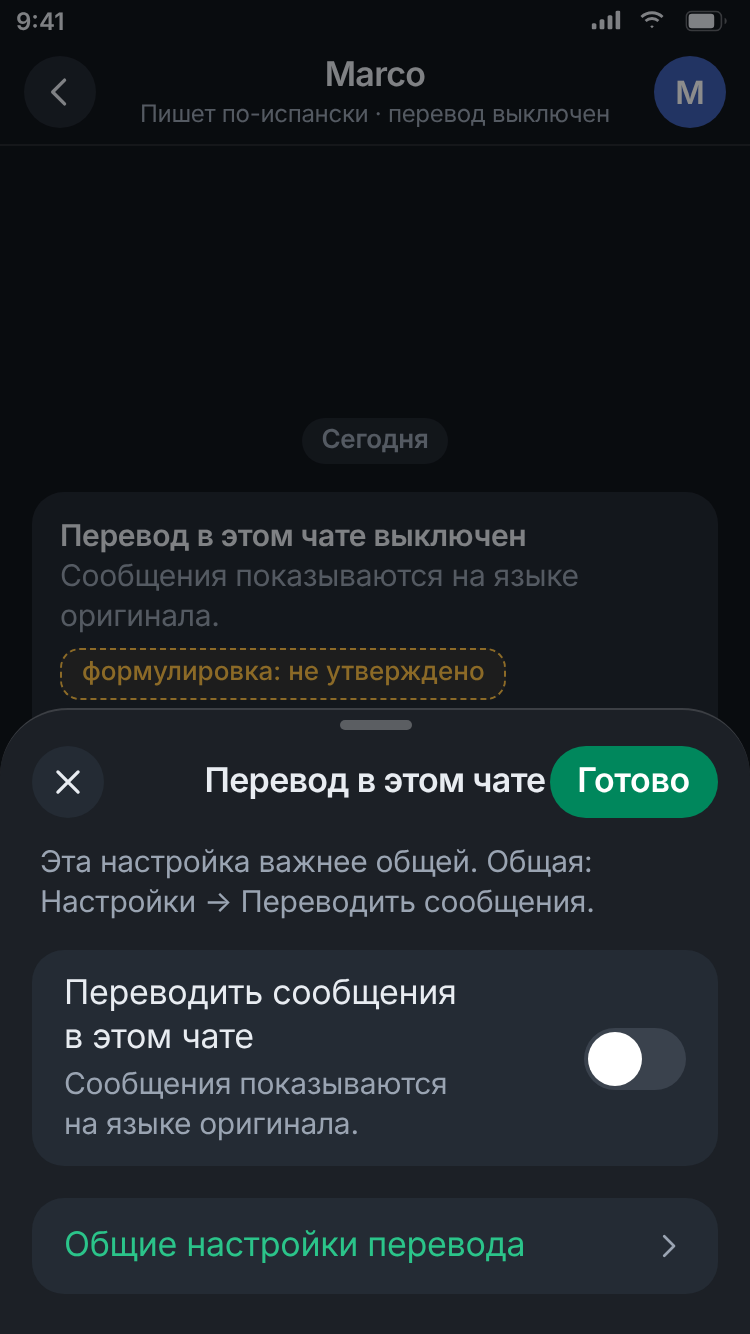 9:41
Marco
Пишет по-испански · перевод выключен
M
Сегодня
Перевод в этом чате выключен
Сообщения показываются на языке
оригинала.
формулировка: не утверждено
Перевод в этом чате
Готово
Эта настройка важнее общей. Общая:
Настройки → Переводить сообщения.
Переводить сообщения
в этом чате
Сообщения показываются
на языке оригинала.
Общие настройки перевода